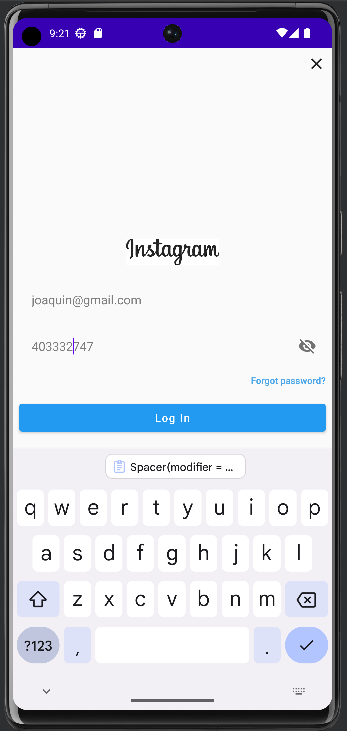 9:21
Instagram
joaquin@gmail.com
403332747
Forgot password?
Log In
Spacer(modifier = ...
q w e r t y u i o p
a s d f g h j k l
z x c v b n m
?123 , .